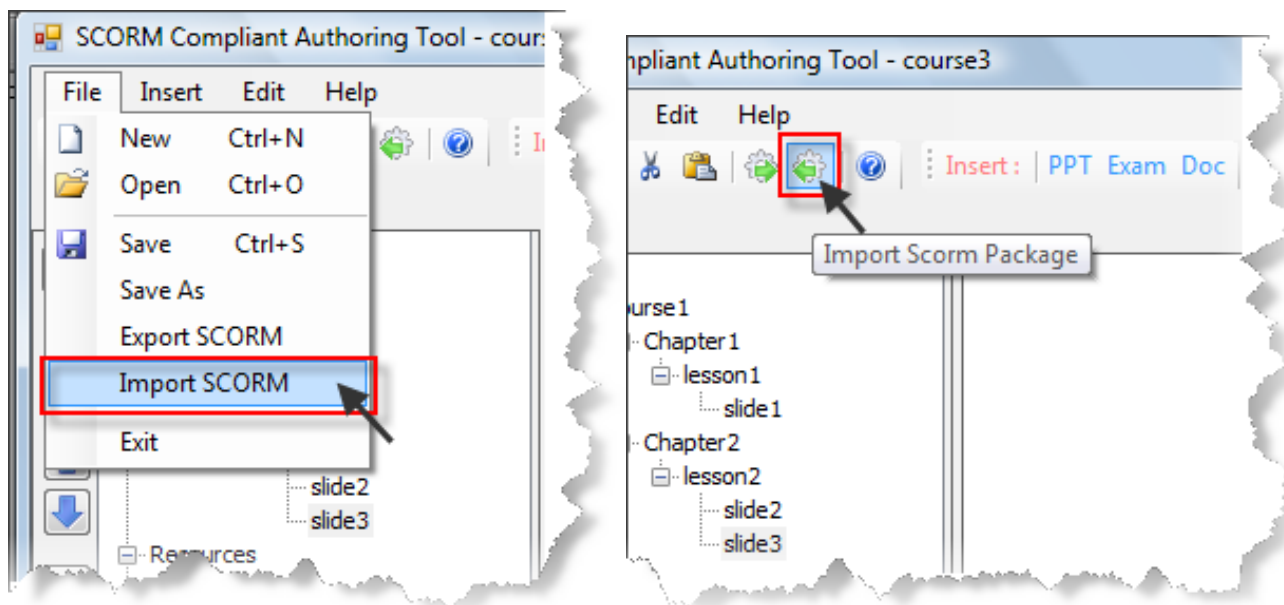 SCORM Compliant Authoring Tool - cour
File Insert Edit Help
New Ctrl+N
Open Ctrl+O
Save Ctrl+S
Save As
Export SCORM
Import SCORM
Exit
slide2
slide3
Resources
mpliant Authoring Tool - course3
Edit Help
Insert : PPT Exam Doc
Import Scorm Package
ourse1
Chapter1
lesson1
slide1
Chapter2
lesson2
slide2
slide3